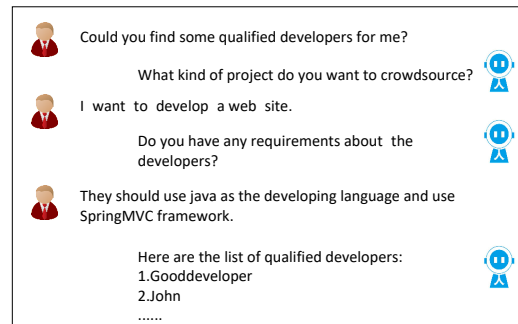 Could you find some qualified developers for me?
What kind of project do you want to crowdsource?
I want to develop a web site.
Do you have any requirements about the
developers?
They should use java as the developing language and use
SpringMVC framework.
Here are the list of qualified developers:
1.Gooddeveloper
2.John
......